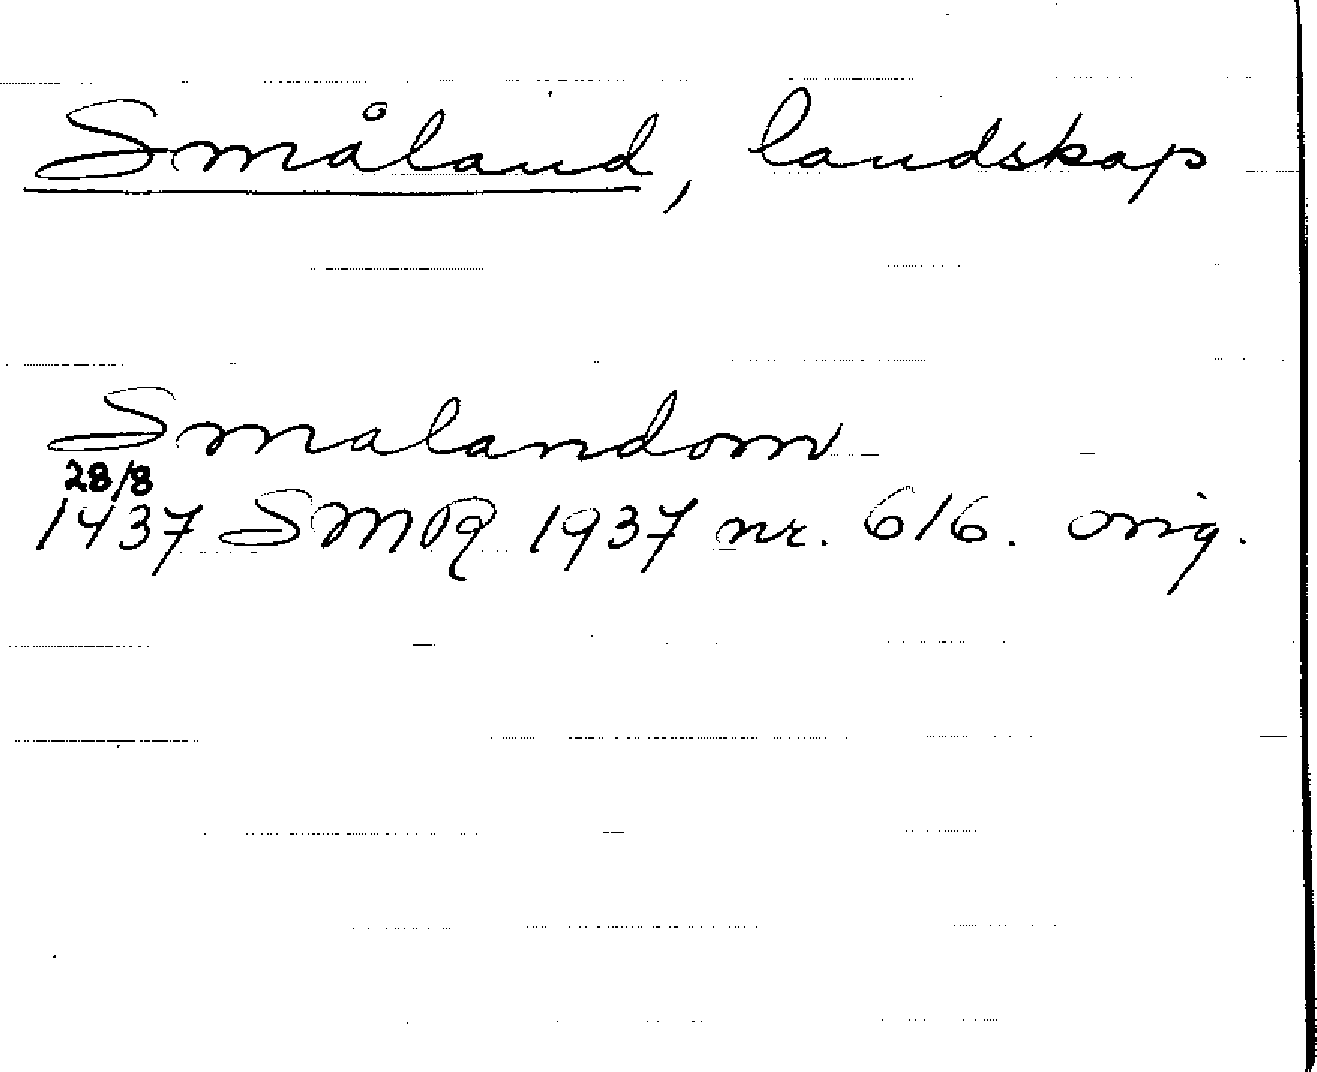 Småland, landskap
Smalandom
28/8
1437 SMR 1937 nr. 616. orig.